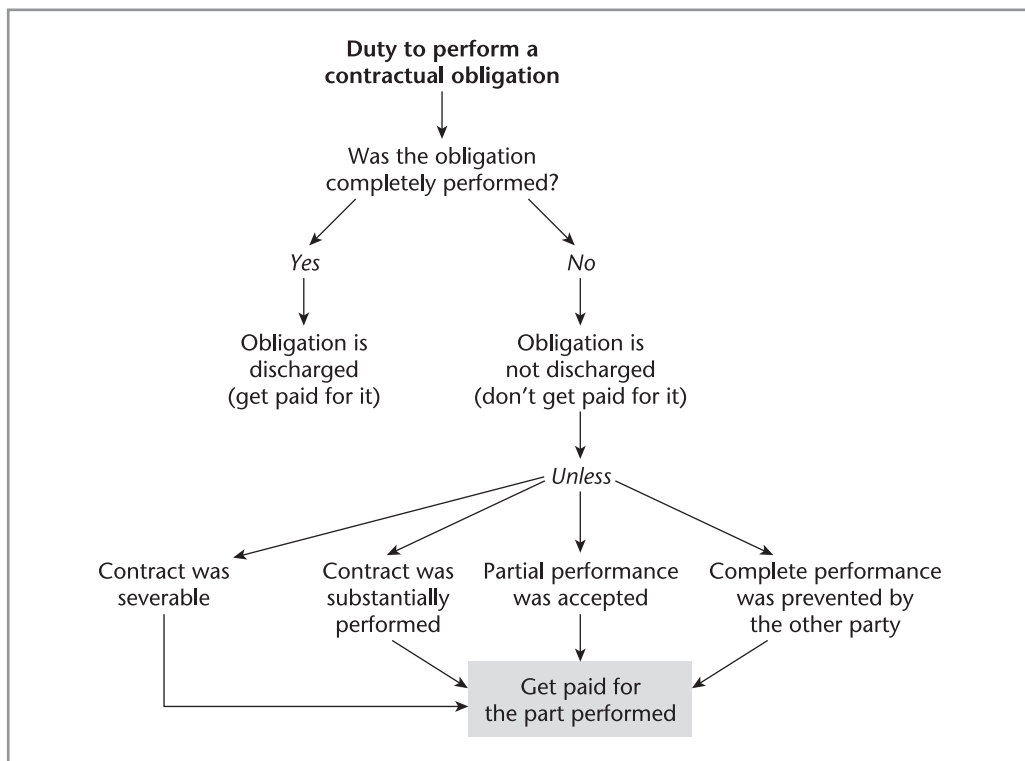 Duty to perform a
contractual obligation
Was the obligation
completely performed?
Yes
No
Obligation is
discharged
(get paid for it)
Obligation is
not discharged
(don’t get paid for it)
Unless
Contract was
severable
Contract was
substantially
performed
Partial performance
was accepted
Complete performance
was prevented by
the other party
Get paid for
the part performed